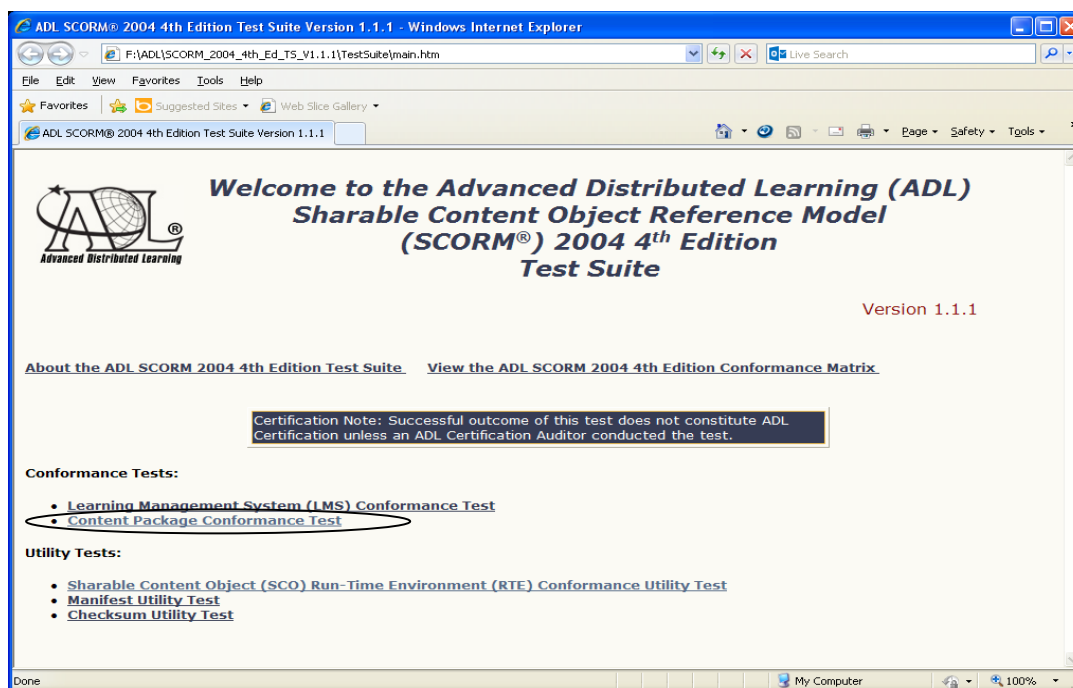 ADL SCORM® 2004 4th Edition Test Suite Version 1.1.1 - Windows Internet Explorer
F:\ADL\SCORM_2004_4th_Ed_TS_V1.1.1\TestSuite\main.htm
Live Search
File Edit View Favorites Tools Help
Favorites Suggested Sites Web Slice Gallery
ADL SCORM® 2004 4th Edition Test Suite Version 1.1.1
Page Safety Tools
ADL®
Advanced Distributed Learning
Welcome to the Advanced Distributed Learning (ADL)
Sharable Content Object Reference Model
(SCORM®) 2004 4th Edition
Test Suite
Version 1.1.1
About the ADL SCORM 2004 4th Edition Test Suite View the ADL SCORM 2004 4th Edition Conformance Matrix
Certification Note: Successful outcome of this test does not constitute ADL
Certification unless an ADL Certification Auditor conducted the test.
Conformance Tests:
• Learning Management System (LMS) Conformance Test
• Content Package Conformance Test
Utility Tests:
• Sharable Content Object (SCO) Run-Time Environment (RTE) Conformance Utility Test
• Manifest Utility Test
• Checksum Utility Test
Done My Computer 100%